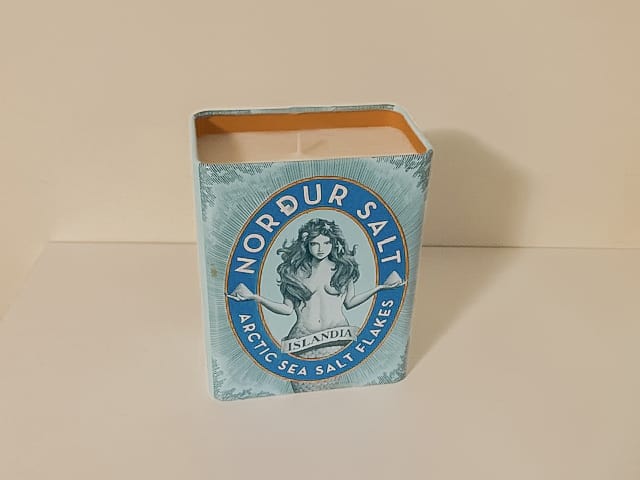 NORÐUR SALT
ISLANDIA
ARCTIC SEA SALT FLAKES